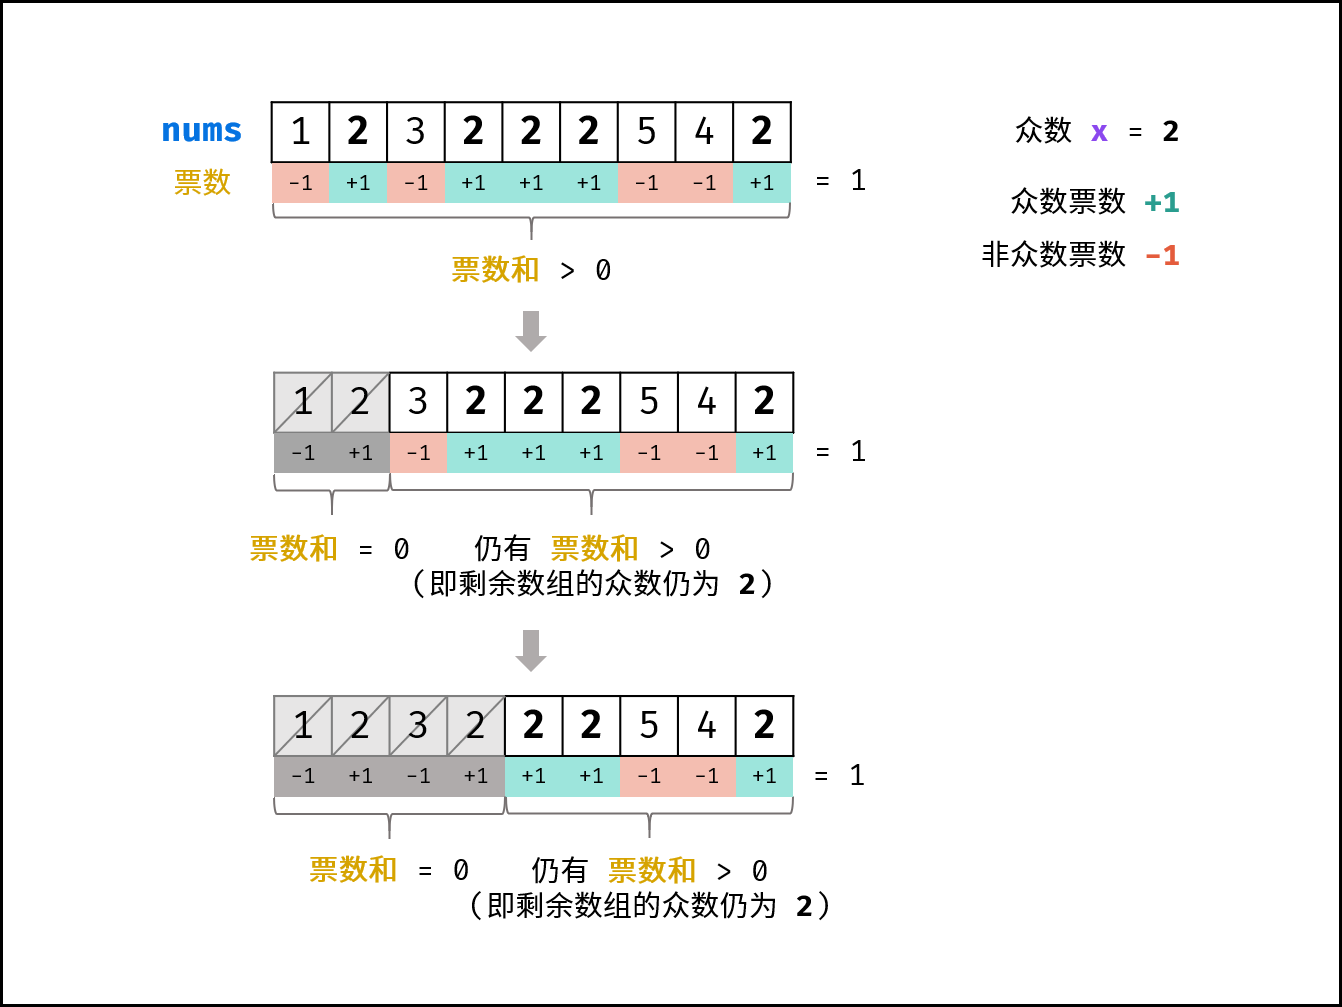 nums 1 2 3 2 2 2 5 4 2
票数 -1 +1 -1 +1 +1 +1 -1 -1 +1 = 1
票数和 > 0
众数 x = 2
众数票数 +1
非众数票数 -1
1 2 3 2 2 2 5 4 2
-1 +1 -1 +1 +1 +1 -1 -1 +1 = 1
票数和 = 0 仍有 票数和 > 0
(即剩余数组的众数仍为 2)
1 2 3 2 2 2 5 4 2
-1 +1 -1 +1 +1 +1 -1 -1 +1 = 1
票数和 = 0 仍有 票数和 > 0
(即剩余数组的众数仍为 2)